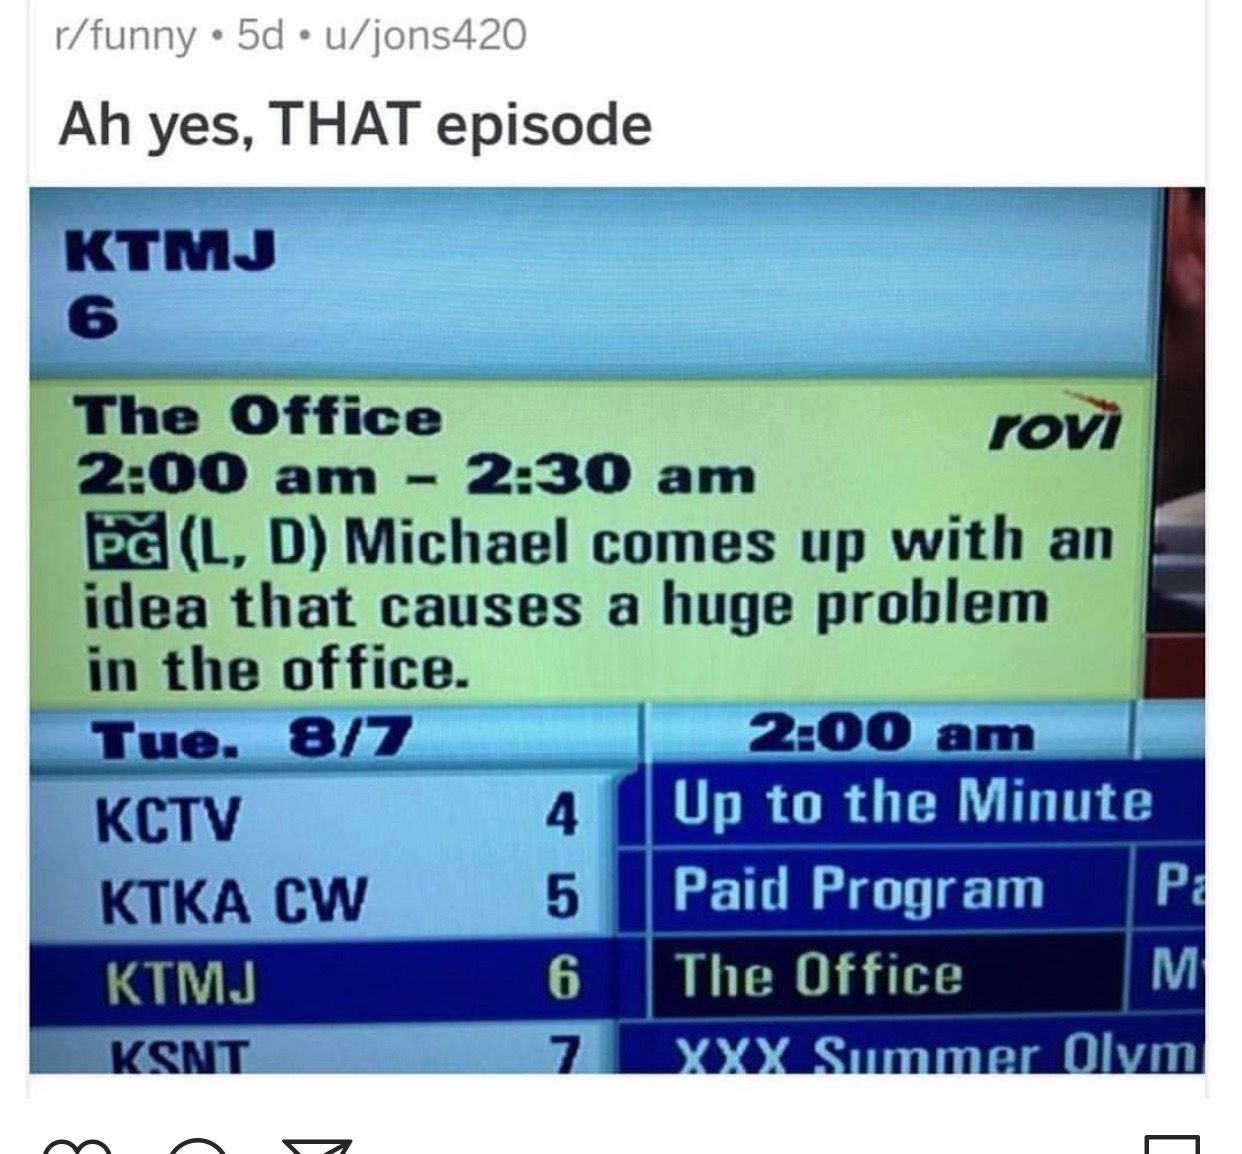 r/funny • 5d • u/jons420
Ah yes, THAT episode
KTMJ
6
The Office
rovi
2:00 am - 2:30 am
TV PG (L, D) Michael comes up with an
idea that causes a huge problem
in the office.
Tue. 8/7 2:00 am
KCTV 4 Up to the Minute
KTKA CW 5 Paid Program
KTMJ 6 The Office
KSNT 7 XXX Summer